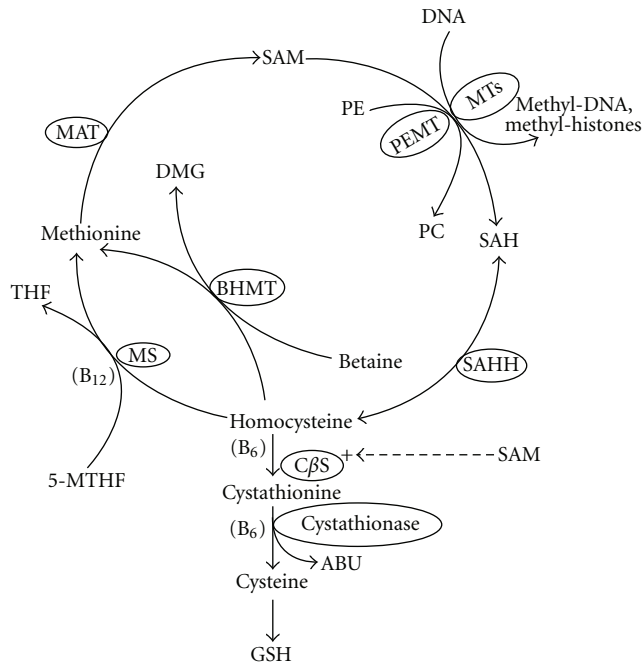 DNA
SAM
MTs
PE
Methyl-DNA,
methyl-histones
MAT
PEMT
DMG
PC
SAH
Methionine
THF
BHMT
MS
(B₁₂)
Betaine
SAHH
Homocysteine
(B₆)
CβS
+
SAM
5-MTHF
Cystathionine
(B₆)
Cystathionase
ABU
Cysteine
GSH